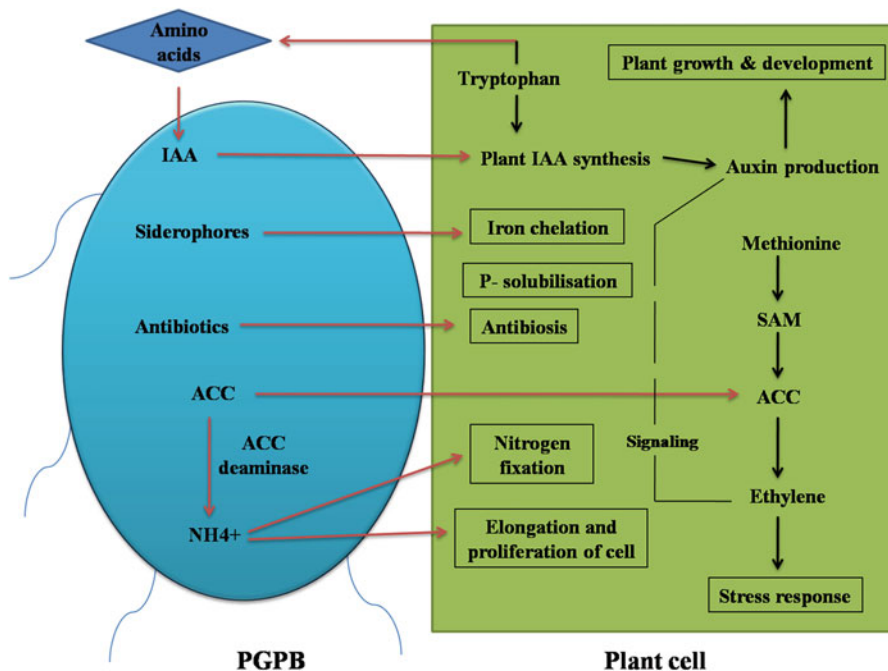 Amino
acids
Tryptophan
Plant growth & development
IAA
Plant IAA synthesis
Auxin production
Siderophores
Iron chelation
Methionine
P- solubilisation
Antibiotics
Antibiosis
SAM
ACC
ACC
ACC
deaminase
Nitrogen
fixation
Signaling
NH4+
Elongation and
proliferation of cell
Ethylene
Stress response
PGPB
Plant cell